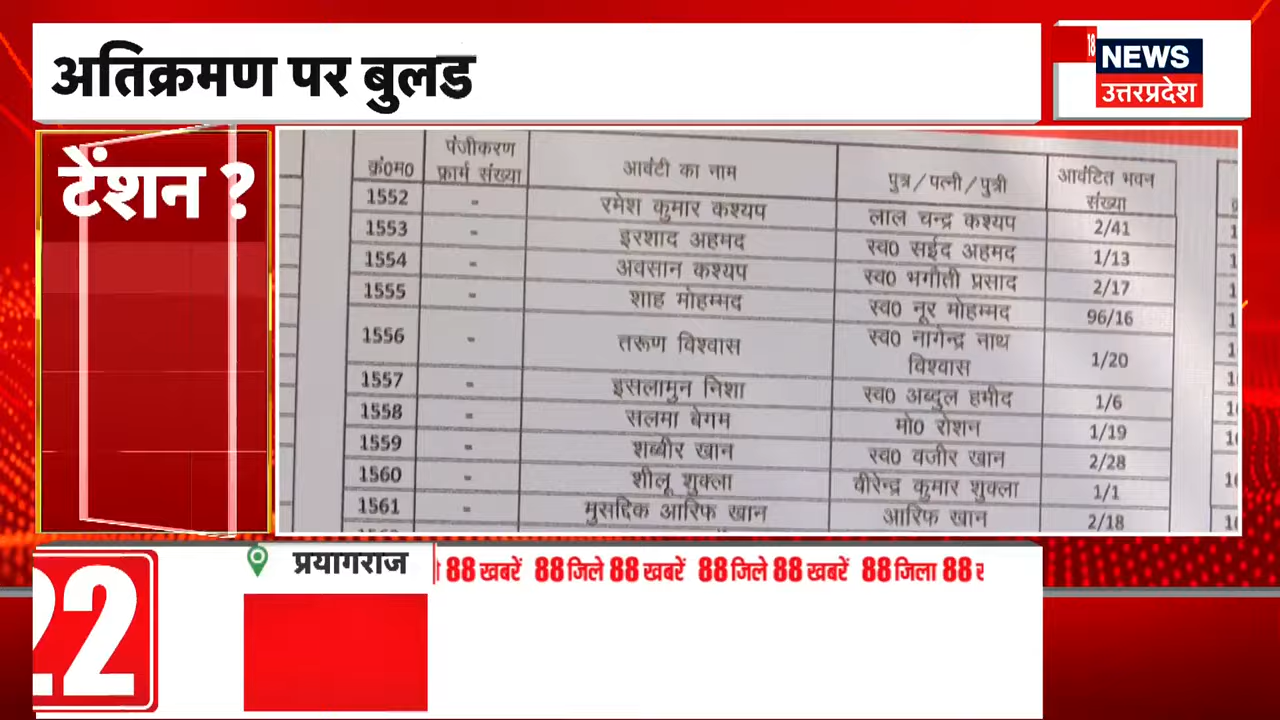 अतिक्रमण पर बुलड
18
NEWS
उत्तरप्रदेश
टेंशन ?
क्रं0म0 पंजीकरण फ्रार्म संख्या आवंटी का नाम पुत्र/पत्नी/पुत्री आवंटित भवन संख्या
1552 - रमेश कुमार कश्यप लाल चन्द्र कश्यप 2/41
1553 - इरशाद अहमद स्व0 सईद अहमद 1/13
1554 - अवसान कश्यप स्व0 भगौती प्रसाद 2/17
1555 - शाह मोहम्मद स्व0 नूर मोहम्मद 96/16
1556 - तरूण विश्वास स्व0 नागेन्द्र नाथ विश्वास 1/20
1557 - इसलामुन निशा स्व0 अब्दुल हमीद 1/6
1558 - सलमा बेगम मो0 रोशन 1/19
1559 - शब्बीर खान स्व0 वजीर खान 2/28
1560 - शीलू शुक्ला वीरेन्द्र कुमार शुक्ला 1/1
1561 - मुसद्दिक आरिफ खान आरिफ खान 2/18
22
प्रयागराज
88 खबरें 88 जिले 88 खबरें 88 जिले 88 खबरें 88 जिला 88